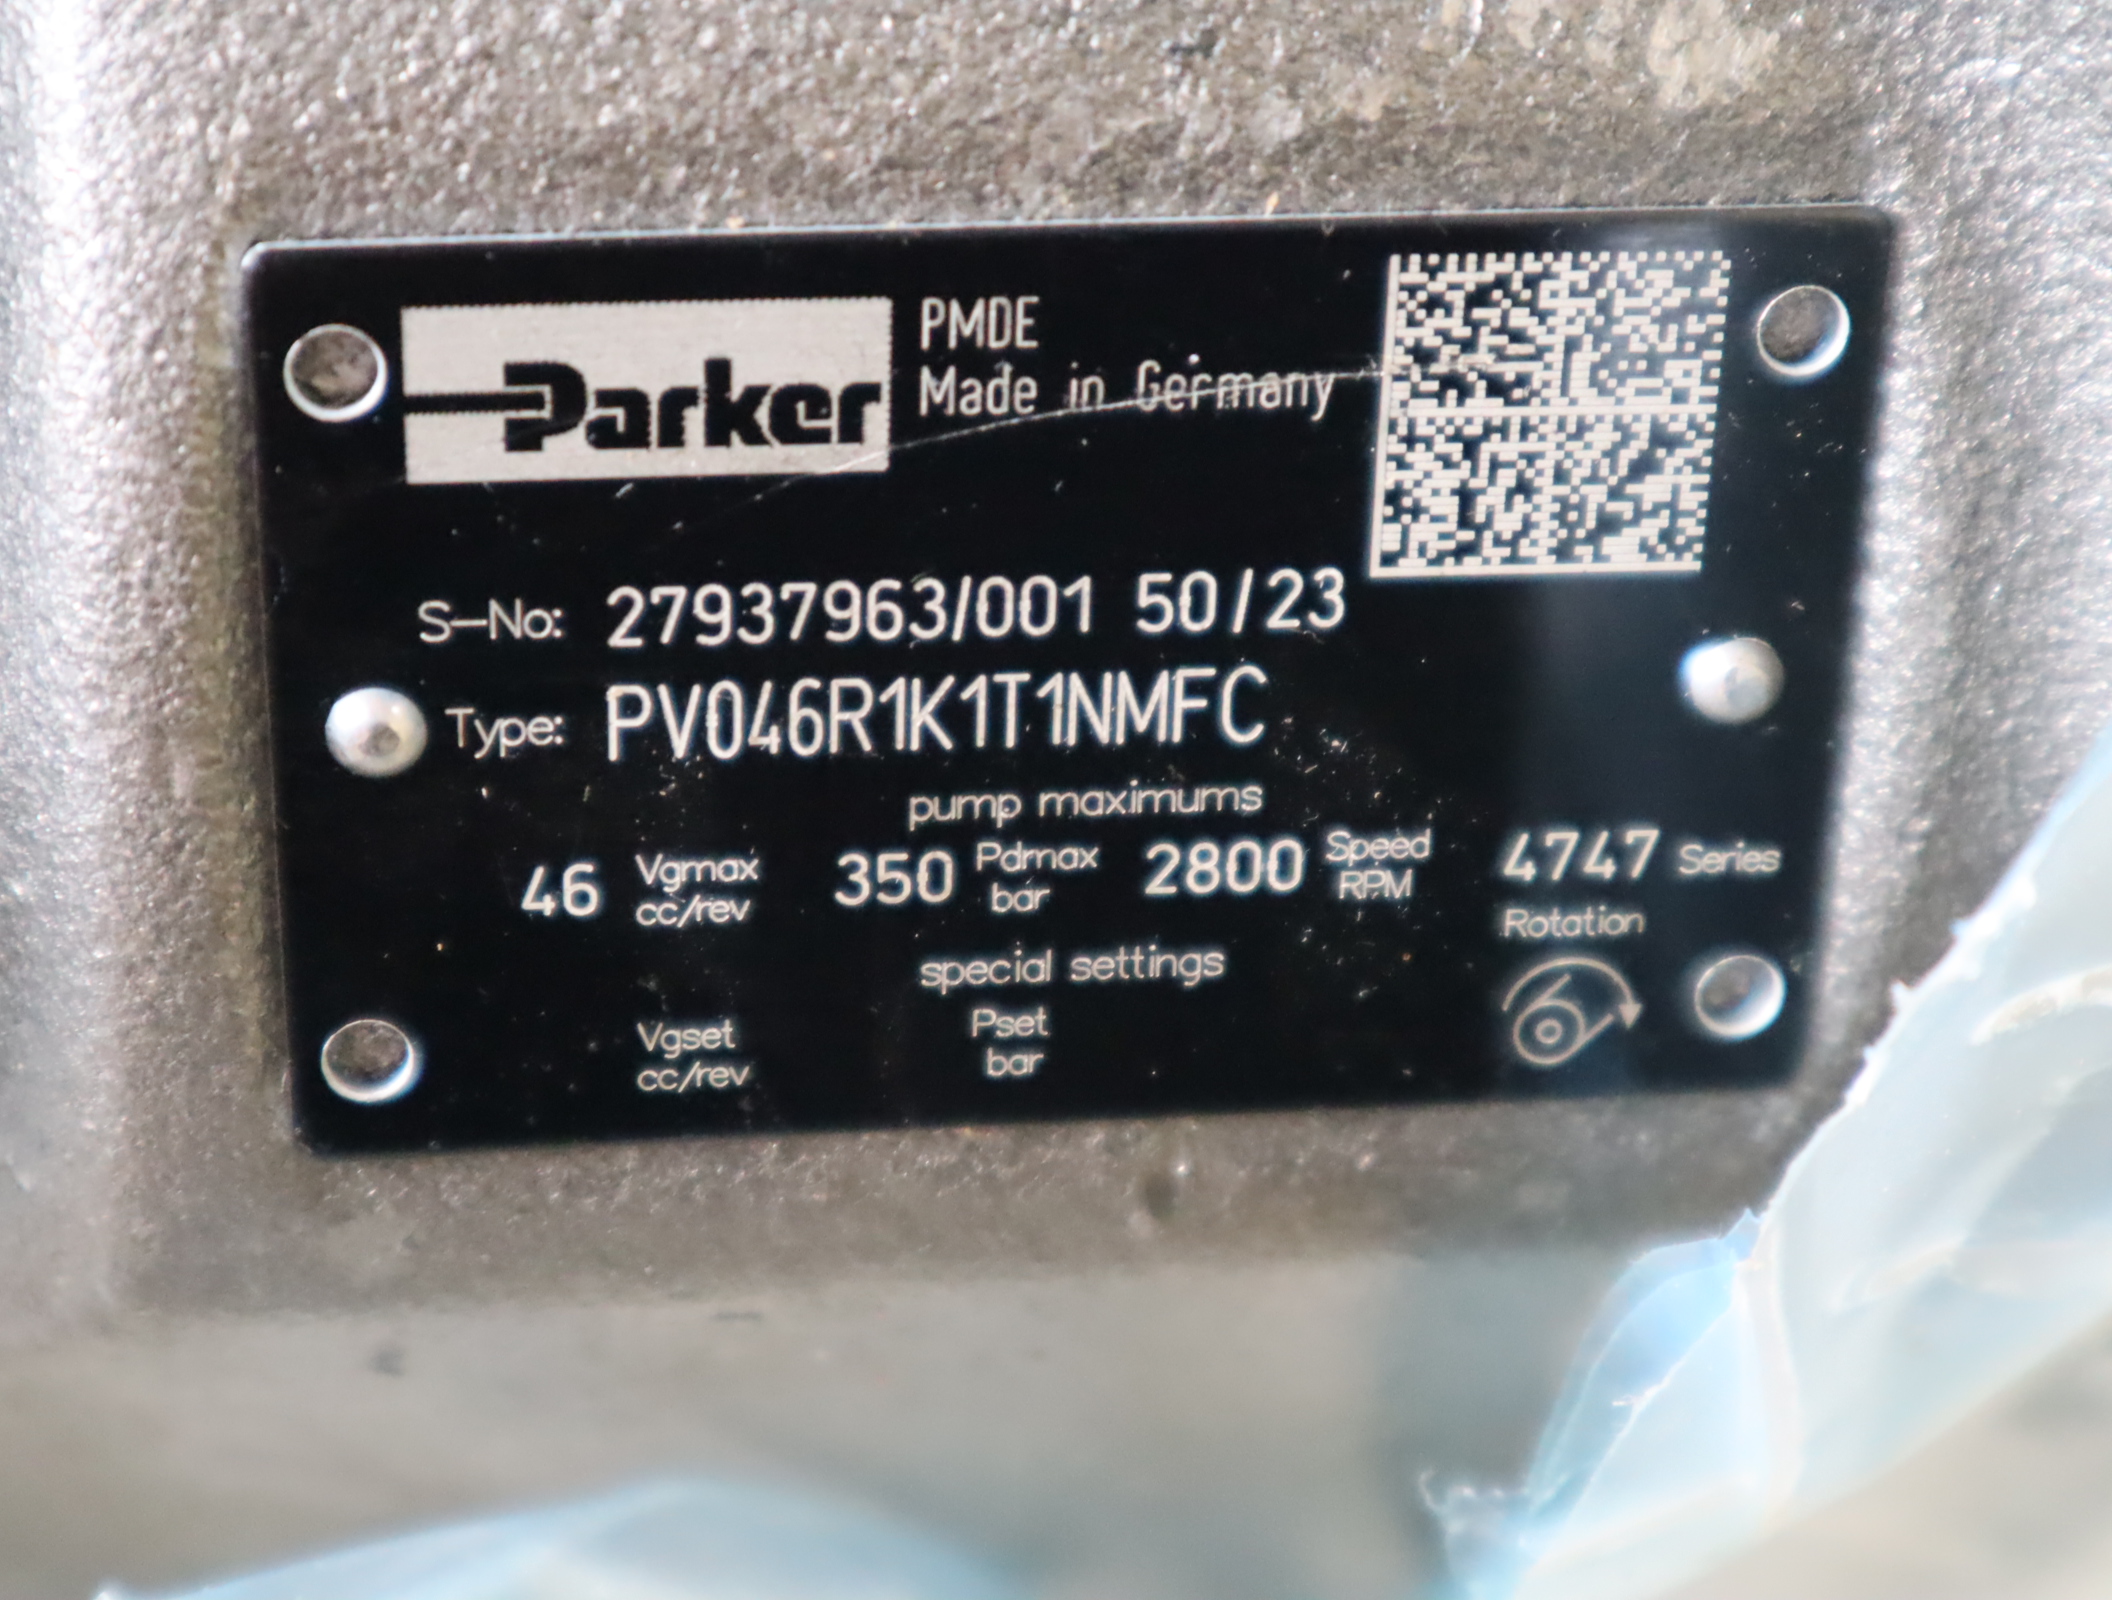 Parker
PMDE
Made in Germany
S-No: 27937963/001 50/23
Type: PV046R1K1T1NMFC
pump maximums
46 Vgmax cc/rev 350 Pdmax bar 2800 Speed RPM 4747 Series
Rotation
special settings
Vgset cc/rev Pset bar